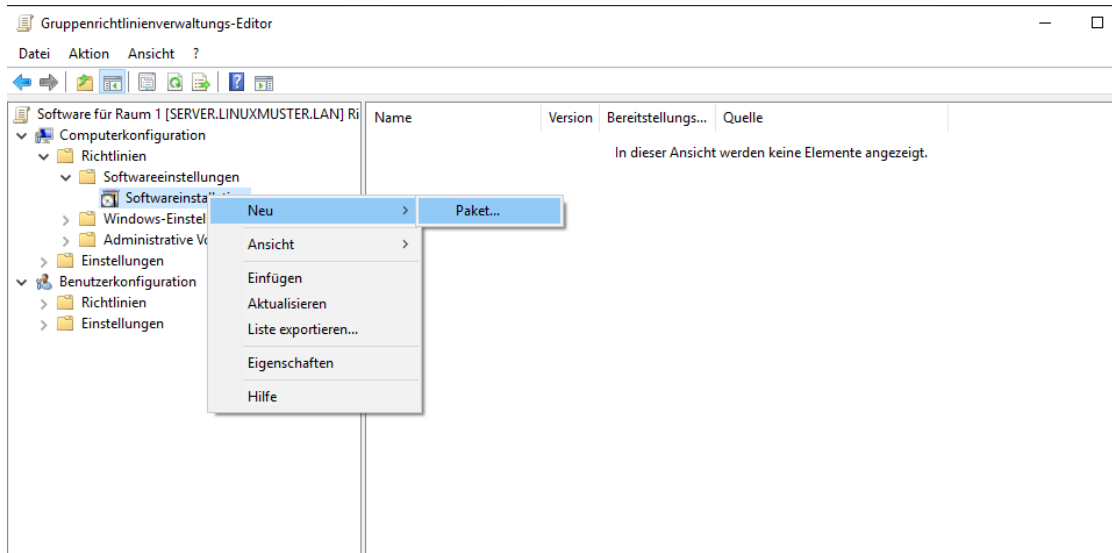 Gruppenrichtlinienverwaltungs-Editor
Datei Aktion Ansicht ?
Software für Raum 1 [SERVER.LINUXMUSTER.LAN] Ri
Computerkonfiguration
Richtlinien
Softwareeinstellungen
Windows-Einstel
Administrative Vo
Einstellungen
Benutzerkonfiguration
Richtlinien
Einstellungen
Neu
Paket...
Ansicht
Einfügen
Aktualisieren
Liste exportieren...
Eigenschaften
Hilfe
Name Version Bereitstellungs... Quelle
In dieser Ansicht werden keine Elemente angezeigt.